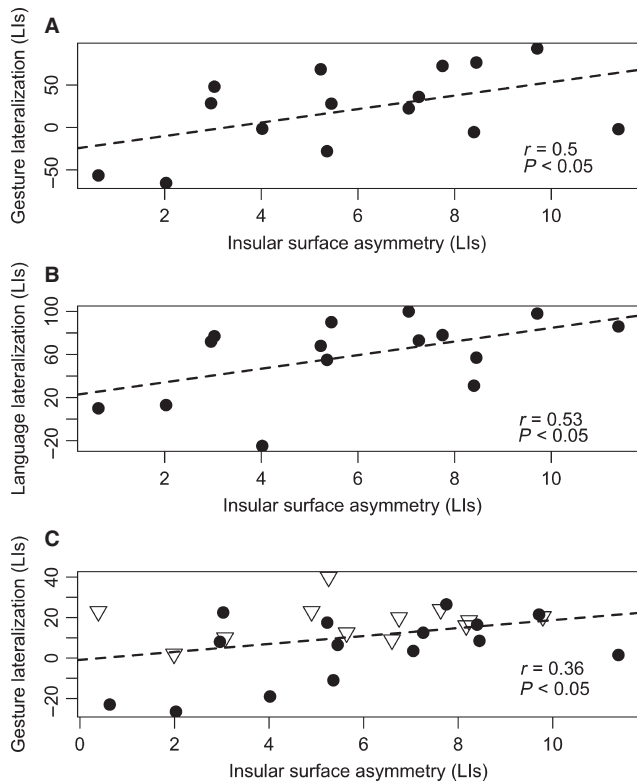 A
Gesture lateralization (LIs)
50
0
−50
r = 0.5
P < 0.05
2 4 6 8 10
Insular surface asymmetry (LIs)
B
Language lateralization (LIs)
100
60
20
−20
r = 0.53
P < 0.05
2 4 6 8 10
Insular surface asymmetry (LIs)
C
Gesture lateralization (LIs)
40
20
0
−20
r = 0.36
P < 0.05
0 2 4 6 8 10
Insular surface asymmetry (LIs)